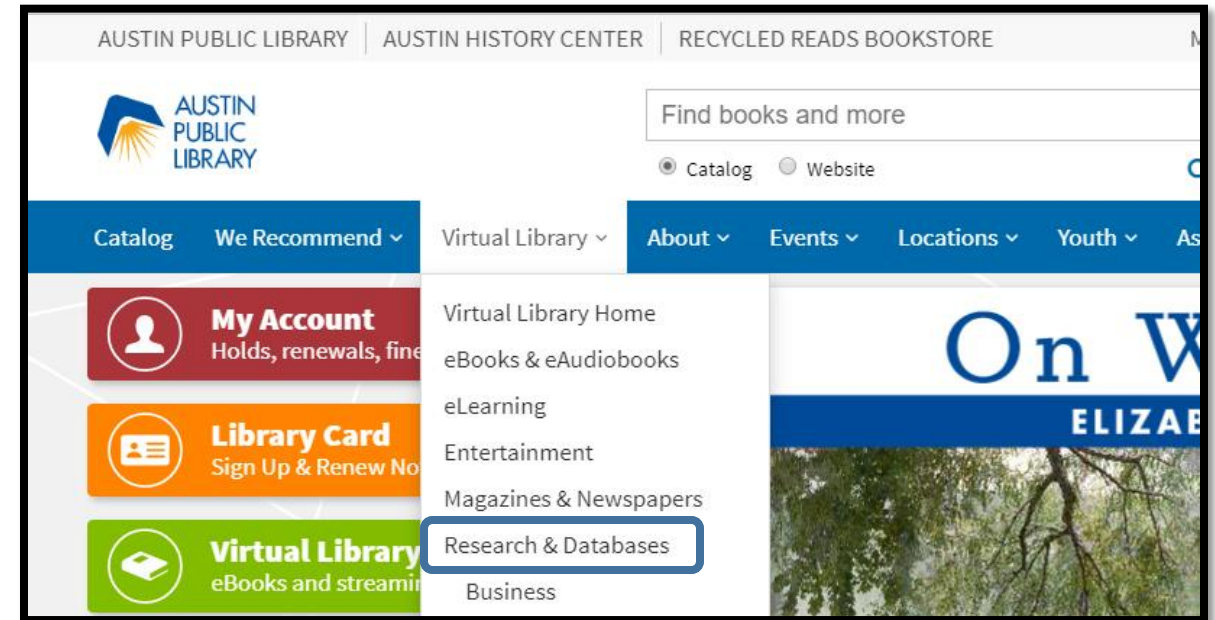 AUSTIN PUBLIC LIBRARY AUSTIN HISTORY CENTER RECYCLED READS BOOKSTORE
AUSTIN
PUBLIC
LIBRARY
Find books and more
Catalog Website
Catalog We Recommend Virtual Library About Events Locations Youth
My Account
Holds, renewals,
Library Card
Sign Up & Renew
Virtual Library
eBooks and
Virtual Library Home
eBooks & eAudiobooks
eLearning
Entertainment
Magazines & Newspapers
Research & Databases
Business
On